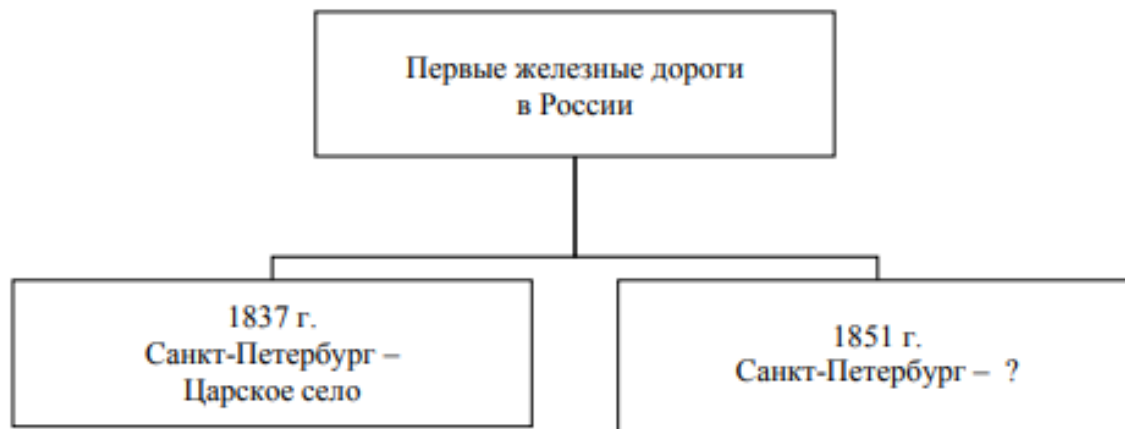 Первые железные дороги
в России
1837 г.
Санкт-Петербург –
Царское село
1851 г.
Санкт-Петербург – ?